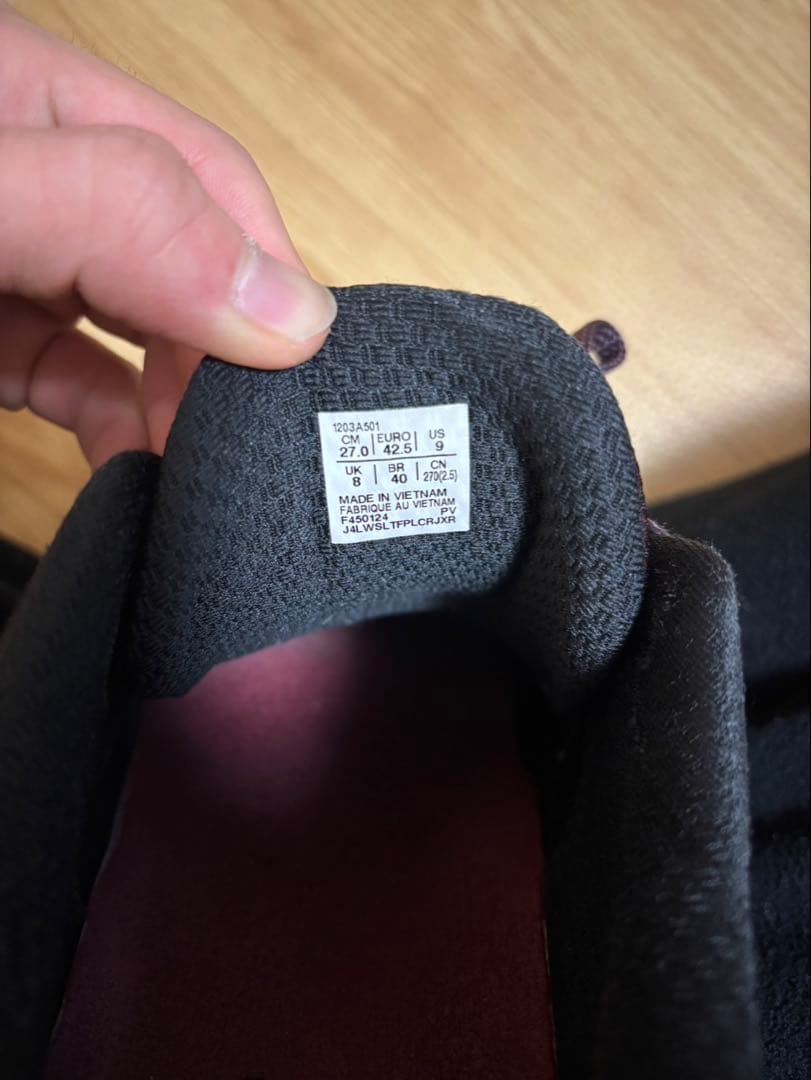 1203A501
CM EURO US
27.0 42.5 9
UK BR CN
8 40 270(2.5)
MADE IN VIETNAM
FABRIQUE AU VIETNAM
F450124 PV
J4LWSLTFPLCRJXR